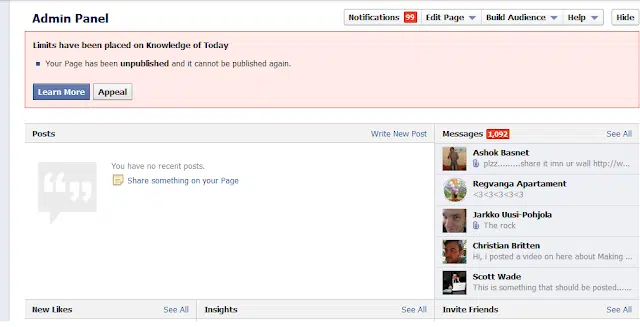 Admin Panel
Notifications 99 Edit Page Build Audience Help Hide
Limits have been placed on Knowledge of Today
Your Page has been unpublished and it cannot be published again.
Learn More Appeal
Posts Write New Post
You have no recent posts.
Share something on your Page
Messages 1,092 See All
Ashok Basnet
plzz.........share it imn ur wall http://w...
Regvanga Apartament
<3<3<3<3<3
Jarkko Uusi-Pohjola
The rock
Christian Britten
Hi, i posted a video on here about Making ...
Scott Wade
This is something that should be posted......
New Likes See All
Insights See All
Invite Friends See All